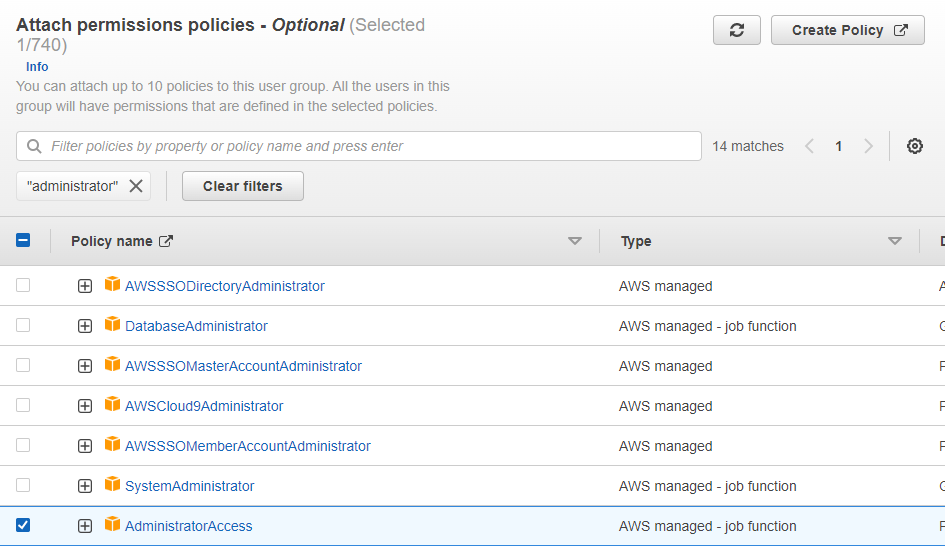 Attach permissions policies - Optional (Selected
1/740)
Info
You can attach up to 10 policies to this user group. All the users in this
group will have permissions that are defined in the selected policies.
Create Policy
Filter policies by property or policy name and press enter
14 matches
1
"administrator"
Clear filters
Policy name
Type
AWSSSODirectoryAdministrator
AWS managed
DatabaseAdministrator
AWS managed - job function
AWSSSOMasterAccountAdministrator
AWS managed
AWSCloud9Administrator
AWS managed
AWSSSOMemberAccountAdministrator
AWS managed
SystemAdministrator
AWS managed - job function
AdministratorAccess
AWS managed - job function